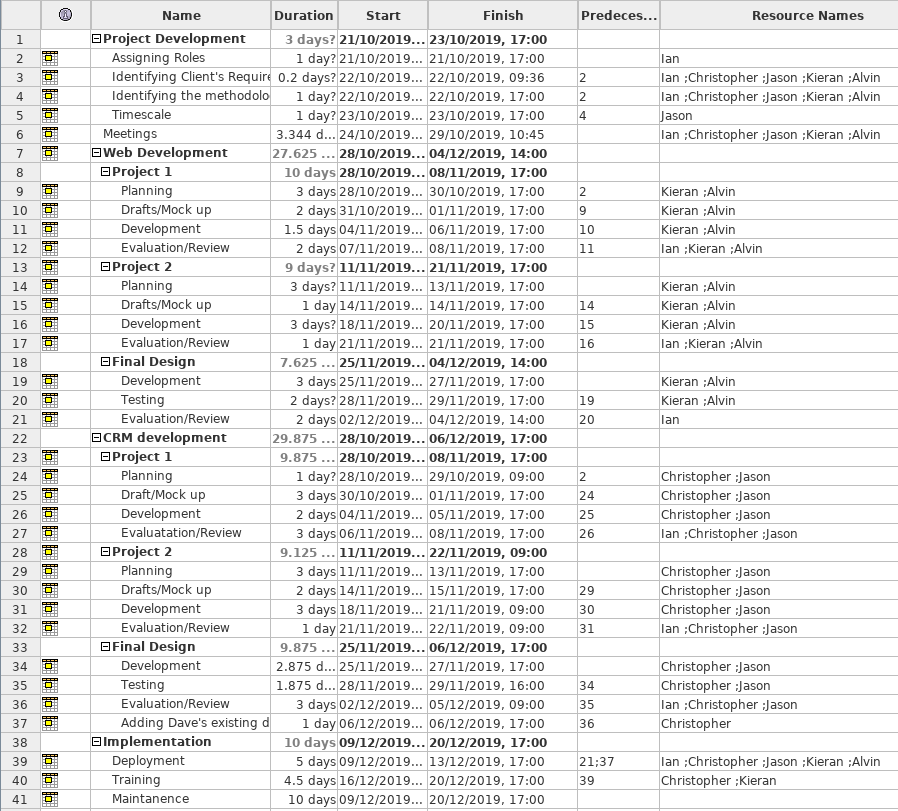 Name Duration Start Finish Predeces... Resource Names
1 Project Development 3 days? 21/10/2019... 23/10/2019, 17:00
2 Assigning Roles 1 day? 21/10/2019... 21/10/2019, 17:00 Ian
3 Identifying Client's Require 0.2 days? 22/10/2019... 22/10/2019, 09:36 2 Ian ;Christopher ;Jason ;Kieran ;Alvin
4 Identifying the methodolo 1 day? 22/10/2019... 22/10/2019, 17:00 2 Ian ;Christopher ;Jason ;Kieran ;Alvin
5 Timescale 1 day? 23/10/2019... 23/10/2019, 17:00 4 Jason
6 Meetings 3.344 d... 24/10/2019... 29/10/2019, 10:45 Ian ;Christopher ;Jason ;Kieran ;Alvin
7 Web Development 27.625 ... 28/10/2019... 04/12/2019, 14:00
8 Project 1 10 days 28/10/2019... 08/11/2019, 17:00
9 Planning 3 days 28/10/2019... 30/10/2019, 17:00 2 Kieran ;Alvin
10 Drafts/Mock up 2 days 31/10/2019... 01/11/2019, 17:00 9 Kieran ;Alvin
11 Development 1.5 days 04/11/2019... 06/11/2019, 17:00 10 Kieran ;Alvin
12 Evaluation/Review 2 days 07/11/2019... 08/11/2019, 17:00 11 Ian ;Kieran ;Alvin
13 Project 2 9 days? 11/11/2019... 21/11/2019, 17:00
14 Planning 3 days? 11/11/2019... 13/11/2019, 17:00 Kieran ;Alvin
15 Drafts/Mock up 1 day 14/11/2019... 14/11/2019, 17:00 14 Kieran ;Alvin
16 Development 3 days? 18/11/2019... 20/11/2019, 17:00 15 Kieran ;Alvin
17 Evaluation/Review 1 day 21/11/2019... 21/11/2019, 17:00 16 Ian ;Kieran ;Alvin
18 Final Design 7.625 ... 25/11/2019... 04/12/2019, 14:00
19 Development 3 days 25/11/2019... 27/11/2019, 17:00 Kieran ;Alvin
20 Testing 2 days? 28/11/2019... 29/11/2019, 17:00 19 Kieran ;Alvin
21 Evaluation/Review 2 days 02/12/2019... 04/12/2019, 14:00 20 Ian
22 CRM development 29.875 ... 28/10/2019... 06/12/2019, 17:00
23 Project 1 9.875 ... 28/10/2019... 08/11/2019, 17:00
24 Planning 1 day? 28/10/2019... 29/10/2019, 09:00 2 Christopher ;Jason
25 Draft/Mock up 3 days 30/10/2019... 01/11/2019, 17:00 24 Christopher ;Jason
26 Development 2 days 04/11/2019... 05/11/2019, 17:00 25 Christopher ;Jason
27 Evaluatation/Review 3 days 06/11/2019... 08/11/2019, 17:00 26 Ian ;Christopher ;Jason
28 Project 2 9.125 ... 11/11/2019... 22/11/2019, 09:00
29 Planning 3 days 11/11/2019... 13/11/2019, 17:00 Christopher ;Jason
30 Drafts/Mock up 2 days 14/11/2019... 15/11/2019, 17:00 29 Christopher ;Jason
31 Development 3 days 18/11/2019... 21/11/2019, 09:00 30 Christopher ;Jason
32 Evaluation/Review 1 day 21/11/2019... 22/11/2019, 09:00 31 Ian ;Christopher ;Jason
33 Final Design 9.875 ... 25/11/2019... 06/12/2019, 17:00
34 Development 2.875 d... 25/11/2019... 27/11/2019, 17:00 Christopher ;Jason
35 Testing 1.875 d... 28/11/2019... 29/11/2019, 16:00 34 Christopher ;Jason
36 Evaluation/Review 3 days 02/12/2019... 05/12/2019, 09:00 35 Ian ;Christopher ;Jason
37 Adding Dave's existing d 1 day 06/12/2019... 06/12/2019, 17:00 36 Christopher
38 Implementation 10 days 09/12/2019... 20/12/2019, 17:00
39 Deployment 5 days 09/12/2019... 13/12/2019, 17:00 21;37 Ian ;Christopher ;Jason ;Kieran ;Alvin
40 Training 4.5 days 16/12/2019... 20/12/2019, 17:00 39 Christopher ;Kieran
41 Maintanence 10 days 09/12/2019... 20/12/2019, 17:00